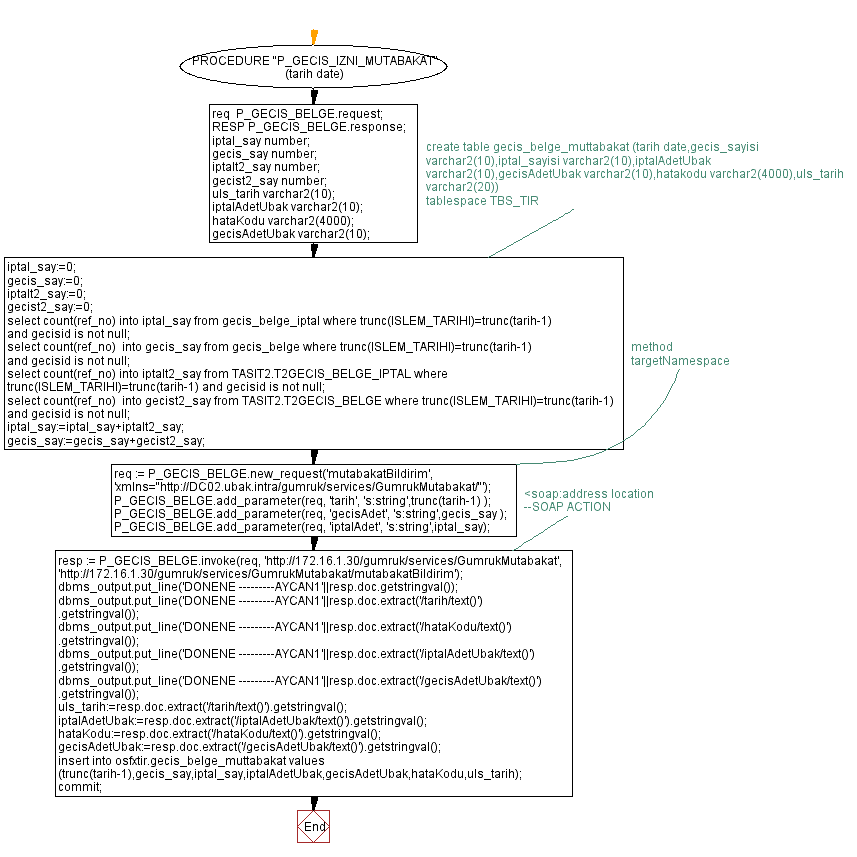 PROCEDURE "P_GECIS_IZNI_MUTABAKAT"
(tarih date)
req  P_GECIS_BELGE.request;
RESP P_GECIS_BELGE.response;
iptal_say number;
gecis_say number;
iptalt2_say number;
gecist2_say number;
uls_tarih varchar2(10);
iptalAdetUbak varchar2(10);
hataKodu varchar2(4000);
gecisAdetUbak varchar2(10);
create table gecis_belge_muttabakat (tarih date,gecis_sayisi
varchar2(10),iptal_sayisi varchar2(10),iptalAdetUbak
varchar2(10),gecisAdetUbak varchar2(10),hatakodu varchar2(4000),uls_tarih
varchar2(20))
tablespace TBS_TIR
iptal_say:=0;
gecis_say:=0;
iptalt2_say:=0;
gecist2_say:=0;
select count(ref_no) into iptal_say from gecis_belge_iptal where trunc(ISLEM_TARIHI)=trunc(tarih-1)
and gecisid is not null;
select count(ref_no)  into gecis_say from gecis_belge where trunc(ISLEM_TARIHI)=trunc(tarih-1)
and gecisid is not null;
select count(ref_no) into iptalt2_say from TASIT2.T2GECIS_BELGE_IPTAL where
trunc(ISLEM_TARIHI)=trunc(tarih-1) and gecisid is not null;
select count(ref_no)  into gecist2_say from TASIT2.T2GECIS_BELGE where trunc(ISLEM_TARIHI)=trunc(tarih-1)
and gecisid is not null;
iptal_say:=iptal_say+iptalt2_say;
gecis_say:=gecis_say+gecist2_say;
method
targetNamespace
req := P_GECIS_BELGE.new_request('mutabakatBildirim',
'xmlns="http://DC02.ubak.intra/gumruk/services/GumrukMutabakat/"');
P_GECIS_BELGE.add_parameter(req, 'tarih', 's:string',trunc(tarih-1) );
P_GECIS_BELGE.add_parameter(req, 'gecisAdet', 's:string',gecis_say );
P_GECIS_BELGE.add_parameter(req, 'iptalAdet', 's:string',iptal_say);
<soap:address location
--SOAP ACTION
resp := P_GECIS_BELGE.invoke(req, 'http://172.16.1.30/gumruk/services/GumrukMutabakat',
'http://172.16.1.30/gumruk/services/GumrukMutabakat/mutabakatBildirim');
dbms_output.put_line('DONENE ---------AYCAN1'||resp.doc.getstringval());
dbms_output.put_line('DONENE ---------AYCAN1'||resp.doc.extract('/tarih/text()')
.getstringval());
dbms_output.put_line('DONENE ---------AYCAN1'||resp.doc.extract('/hataKodu/text()')
.getstringval());
dbms_output.put_line('DONENE ---------AYCAN1'||resp.doc.extract('/iptalAdetUbak/text()')
.getstringval());
dbms_output.put_line('DONENE ---------AYCAN1'||resp.doc.extract('/gecisAdetUbak/text()')
.getstringval());
uls_tarih:=resp.doc.extract('/tarih/text()').getstringval();
iptalAdetUbak:=resp.doc.extract('/iptalAdetUbak/text()').getstringval();
hataKodu:=resp.doc.extract('/hataKodu/text()').getstringval();
gecisAdetUbak:=resp.doc.extract('/gecisAdetUbak/text()').getstringval();
insert into osfxtir.gecis_belge_muttabakat values
(trunc(tarih-1),gecis_say,iptal_say,iptalAdetUbak,gecisAdetUbak,hataKodu,uls_tarih);
commit;
End